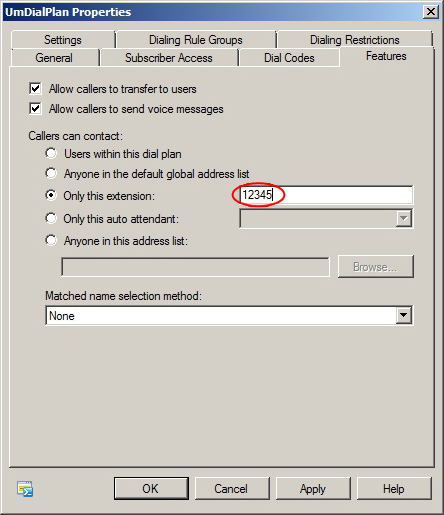 UmDialPlan Properties
Settings Dialing Rule Groups Dialing Restrictions
General Subscriber Access Dial Codes Features
Allow callers to transfer to users
Allow callers to send voice messages
Callers can contact:
Users within this dial plan
Anyone in the default global address list
Only this extension: 12345
Only this auto attendant:
Anyone in this address list:
Browse...
Matched name selection method:
None
OK Cancel Apply Help